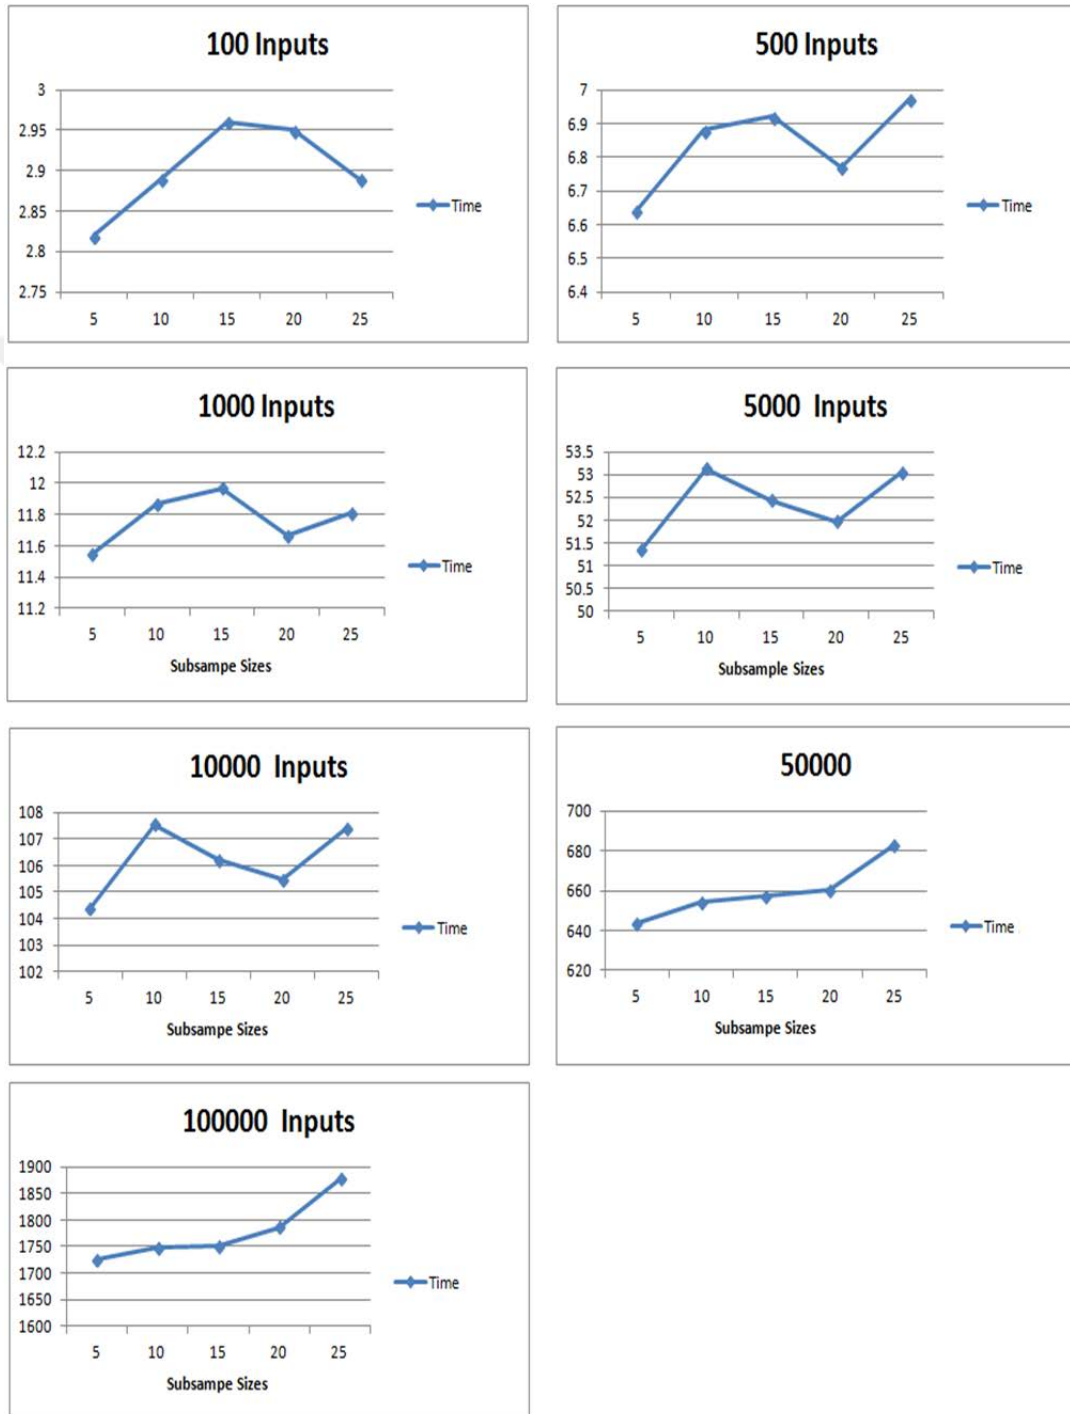 100 Inputs
3
2.95
2.9
2.85
2.8
2.75
5 10 15 20 25
Time
500 Inputs
7
6.9
6.8
6.7
6.6
6.5
6.4
5 10 15 20 25
Time
1000 Inputs
12.2
12
11.8
11.6
11.4
11.2
5 10 15 20 25
Subsampe Sizes
Time
5000 Inputs
53.5
53
52.5
52
51.5
51
50.5
50
5 10 15 20 25
Subsample Sizes
Time
10000 Inputs
108
107
106
105
104
103
102
5 10 15 20 25
Subsampe Sizes
Time
50000
700
680
660
640
620
5 10 15 20 25
Subsampe Sizes
Time
100000 Inputs
1900
1850
1800
1750
1700
1650
1600
5 10 15 20 25
Subsampe Sizes
Time